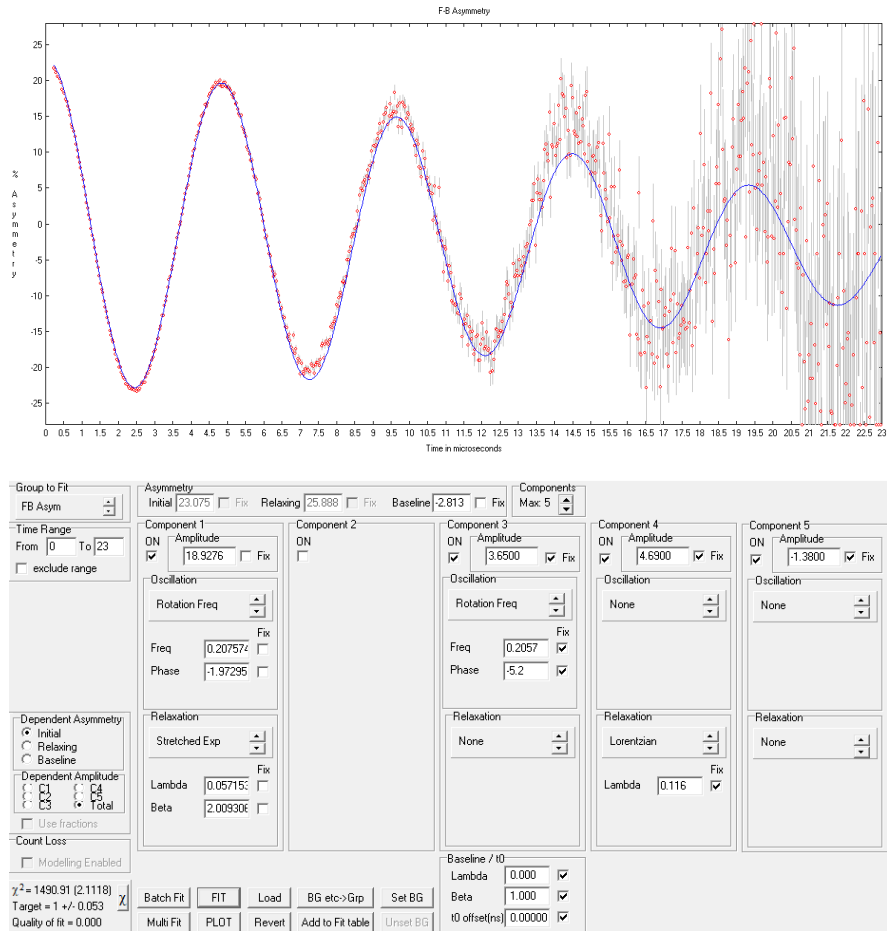 F-B Asymmetry
25
20
15
10
5
0
-5
-10
-15
-20
-25
% Asymmetry
0 0.5 1 1.5 2 2.5 3 3.5 4 4.5 5 5.5 6 6.5 7 7.5 8 8.5 9 9.5 10 10.5 11 11.5 12 12.5 13 13.5 14 14.5 15 15.5 16 16.5 17 17.5 18 18.5 19 19.5 20 20.5 21 21.5 22 22.5 23
Time in microseconds
Group to Fit
FB Asym
Asymmetry
Initial 23.075 Fix Relaxing 25.888 Fix Baseline -2.813 Fix
Components
Max: 5
Time Range
From 0 To 23
exclude range
Component 1
ON
Amplitude
18.9276 Fix
Oscillation
Rotation Freq
Fix
Freq 0.207574
Phase -1.97295
Relaxation
Stretched Exp
Fix
Lambda 0.057153
Beta 2.009306
Component 2
ON
Component 3
ON
Amplitude
3.6500 Fix
Oscillation
Rotation Freq
Fix
Freq 0.2057
Phase -5.2
Relaxation
None
Component 4
ON
Amplitude
4.6900 Fix
Oscillation
None
Relaxation
Lorentzian
Fix
Lambda 0.116
Component 5
ON
Amplitude
-1.3800 Fix
Oscillation
None
Relaxation
None
Dependent Asymmetry
Initial
Relaxing
Baseline
Dependent Amplitude
C1 C4
C2 C5
C3 Total
Use fractions
Count Loss
Modelling Enabled
χ² = 1490.91 (2.1118)
Target = 1 +/- 0.053
Quality of fit = 0.000
χ
Batch Fit FIT Load BG etc->Grp Set BG
Multi Fit PLOT Revert Add to Fit table Unset BG
Baseline / t0
Lambda 0.000
Beta 1.000
t0 offset(ns) 0.00000